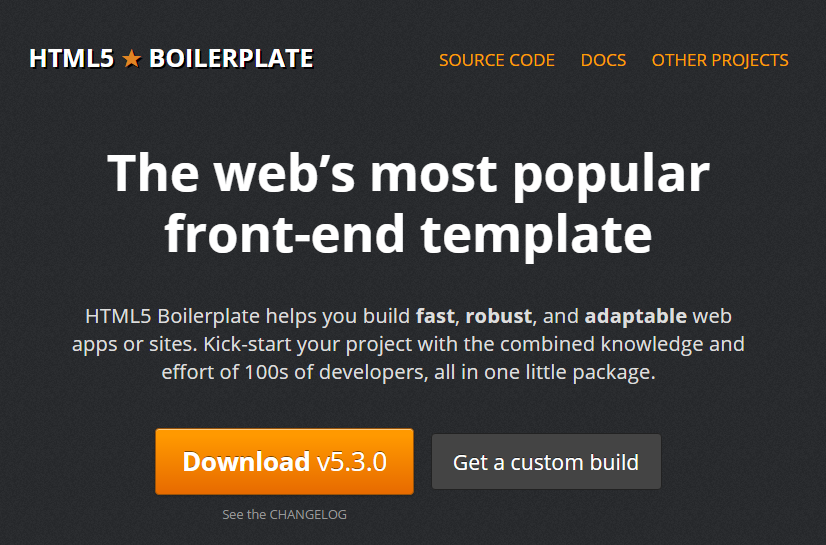 HTML5 ★ BOILERPLATE
SOURCE CODE DOCS OTHER PROJECTS
The web’s most popular
front-end template
HTML5 Boilerplate helps you build fast, robust, and adaptable web
apps or sites. Kick-start your project with the combined knowledge and
effort of 100s of developers, all in one little package.
Download v5.3.0
Get a custom build
See the CHANGELOG